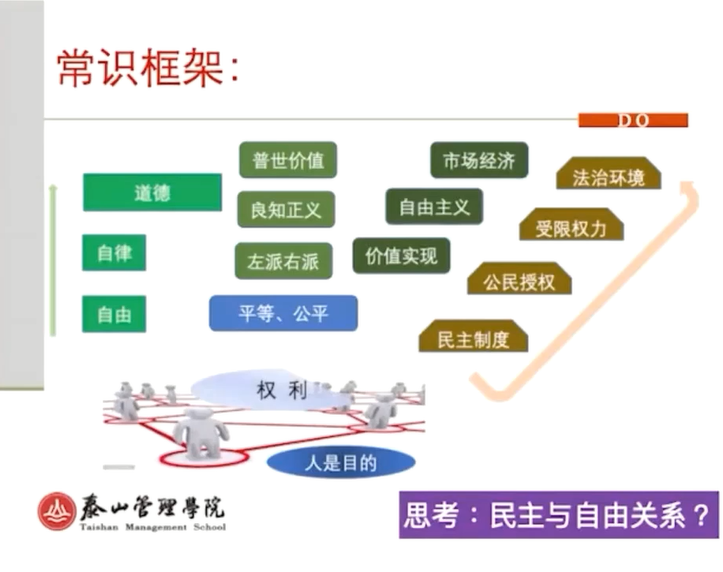 常识框架：
DO
普世价值
市场经济
道德
法治环境
良知正义
自由主义
受限权力
自律
左派右派
价值实现
公民授权
自由
平等、公平
民主制度
权 利
人是目的
泰山管理學院
Taishan Management School
思考：民主与自由关系？